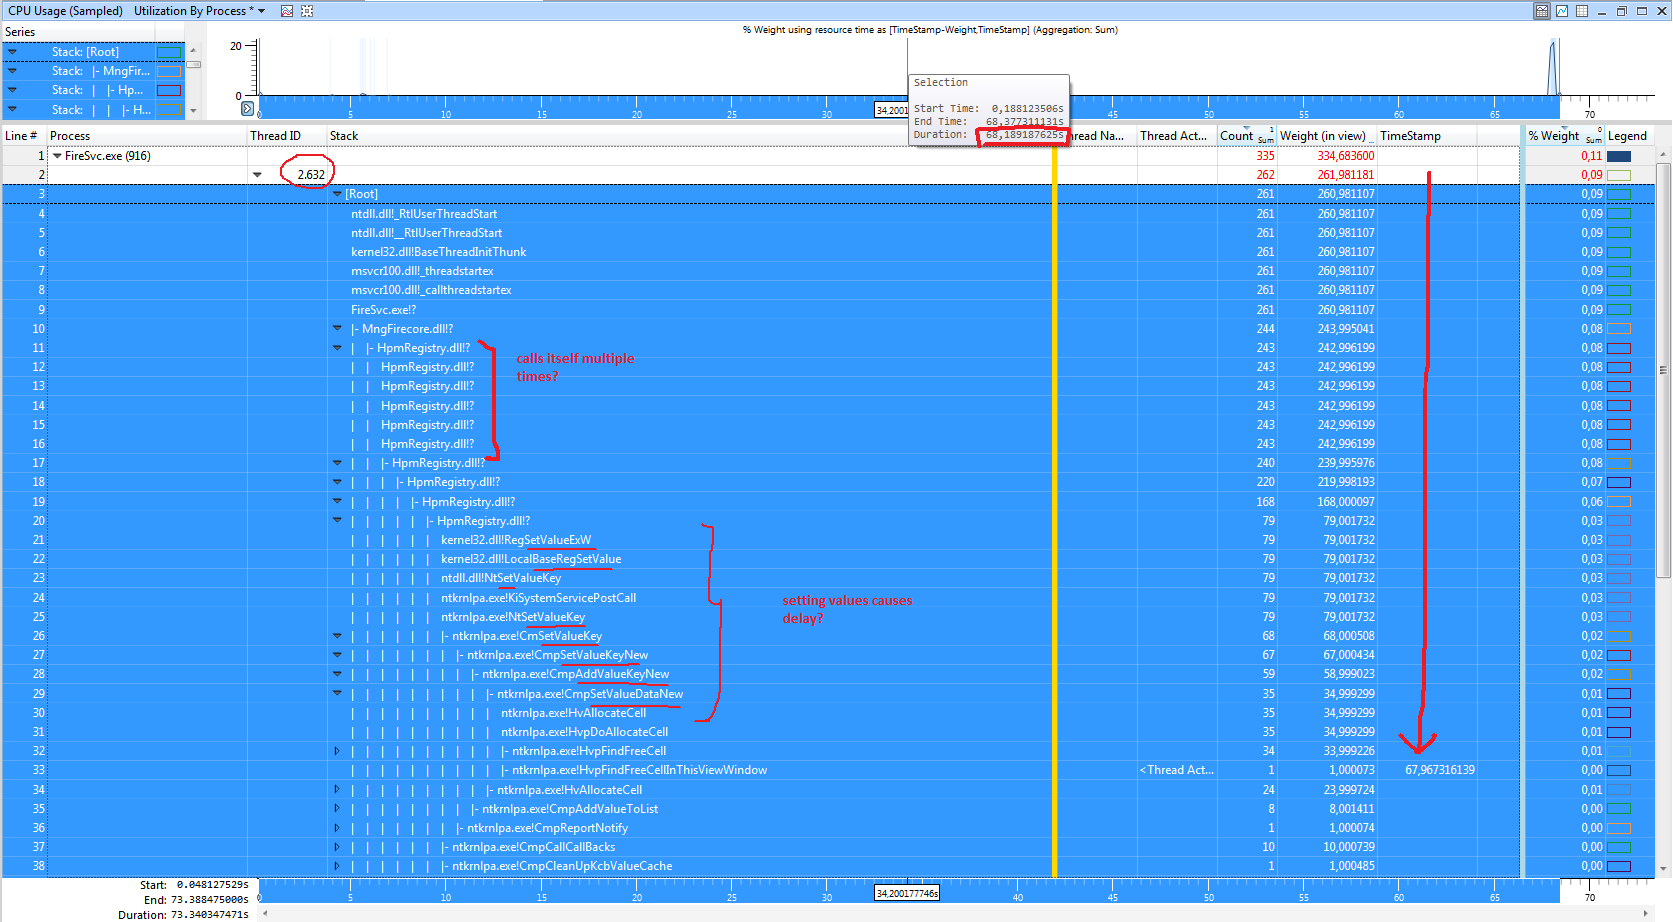 CPU Usage (Sampled) Utilization By Process *
Series
Stack: [Root]
Stack: |- MngFir...
Stack: | |- Hp...
Stack: | | |- H...
% Weight using resource time as [TimeStamp-Weight,TimeStamp] (Aggregation: Sum)
20
0
0 5 10 15 20 25 30 34,2001 45 50 55 60 65 70
Selection
Start Time: 0,188123506s
End Time: 68,377311131s
Duration: 68,189187625s
Line # Process Thread ID Stack Thread Na... Thread Act... Count 1 Sum Weight (in view) TimeStamp % Weight 0 Sum Legend
1 FireSvc.exe (916) 335 334,683600 0,11
2 2.632 262 261,981181 0,09
3 [Root] 261 260,981107 0,09
4 ntdll.dll!_RtlUserThreadStart 261 260,981107 0,09
5 ntdll.dll!__RtlUserThreadStart 261 260,981107 0,09
6 kernel32.dll!BaseThreadInitThunk 261 260,981107 0,09
7 msvcr100.dll!_threadstartex 261 260,981107 0,09
8 msvcr100.dll!_callthreadstartex 261 260,981107 0,09
9 FireSvc.exe!? 261 260,981107 0,09
10 |- MngFirecore.dll!? 244 243,995041 0,08
11 | |- HpmRegistry.dll!? 243 242,996199 0,08
12 | | HpmRegistry.dll!? 243 242,996199 0,08
13 | | HpmRegistry.dll!? 243 242,996199 0,08
14 | | HpmRegistry.dll!? 243 242,996199 0,08
15 | | HpmRegistry.dll!? 243 242,996199 0,08
16 | | HpmRegistry.dll!? 243 242,996199 0,08
calls itself multiple
times?
17 | | |- HpmRegistry.dll!? 240 239,995976 0,08
18 | | | |- HpmRegistry.dll!? 220 219,998193 0,07
19 | | | | |- HpmRegistry.dll!? 168 168,000097 0,06
20 | | | | | |- HpmRegistry.dll!? 79 79,001732 0,03
21 | | | | | | kernel32.dll!RegSetValueExW 79 79,001732 0,03
22 | | | | | | kernel32.dll!LocalBaseRegSetValue 79 79,001732 0,03
23 | | | | | | ntdll.dll!NtSetValueKey 79 79,001732 0,03
24 | | | | | | ntkrnlpa.exe!KiSystemServicePostCall 79 79,001732 0,03
25 | | | | | | ntkrnlpa.exe!NtSetValueKey 79 79,001732 0,03
setting values causes
delay?
26 | | | | | | |- ntkrnlpa.exe!CmSetValueKey 68 68,000508 0,02
27 | | | | | | | |- ntkrnlpa.exe!CmpSetValueKeyNew 67 67,000434 0,02
28 | | | | | | | | |- ntkrnlpa.exe!CmpAddValueKeyNew 59 58,999023 0,02
29 | | | | | | | | | |- ntkrnlpa.exe!CmpSetValueDataNew 35 34,999299 0,01
30 | | | | | | | | | | ntkrnlpa.exe!HvAllocateCell 35 34,999299 0,01
31 | | | | | | | | | | ntkrnlpa.exe!HvpDoAllocateCell 35 34,999299 0,01
32 | | | | | | | | | | |- ntkrnlpa.exe!HvpFindFreeCell 34 33,999226 0,01
33 | | | | | | | | | | |- ntkrnlpa.exe!HvpFindFreeCellInThisViewWindow <Thread Act... 1 1,000073 67,967316139 0,00
34 | | | | | | | | | |- ntkrnlpa.exe!HvAllocateCell 24 23,999724 0,01
35 | | | | | | | | |- ntkrnlpa.exe!CmpAddValueToList 8 8,001411 0,00
36 | | | | | | | |- ntkrnlpa.exe!CmpReportNotify 1 1,000074 0,00
37 | | | | | | |- ntkrnlpa.exe!CmpCallCallBacks 10 10,000739 0,00
38 | | | | | | |- ntkrnlpa.exe!CmpCleanUpKcbValueCache 1 1,000485 0,00
Start: 0.048127529s
End: 73.388475000s
Duration: 73.340347471s
0 5 10 15 20 25 30 34,200177746s 40 45 50 55 60 65 70